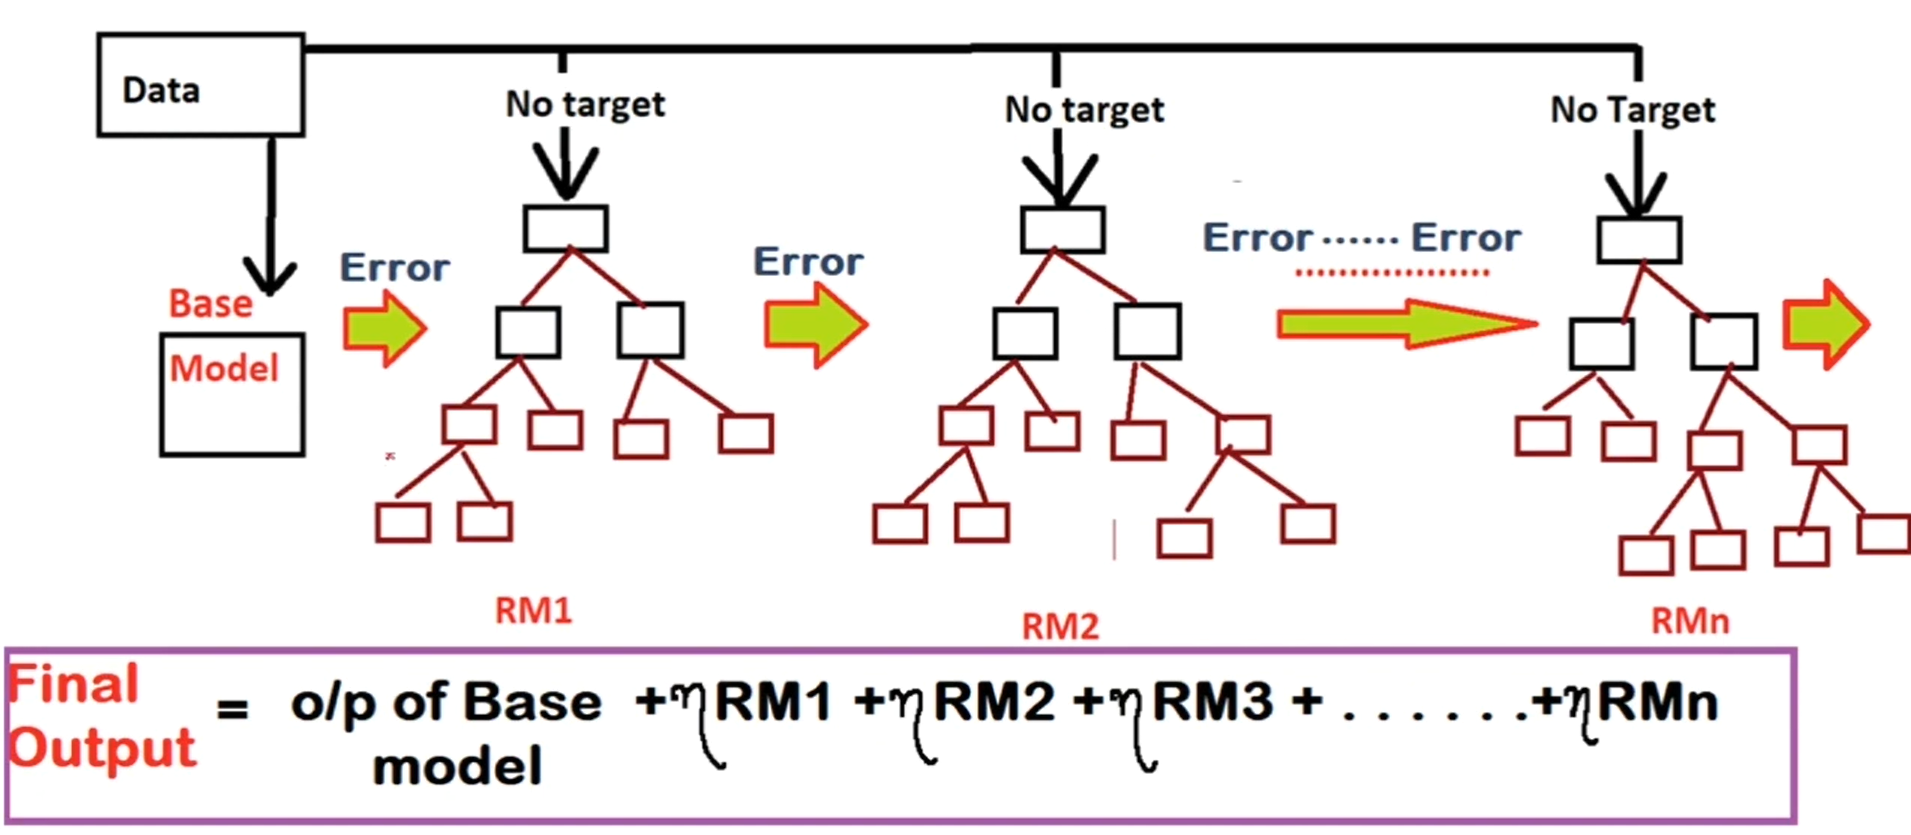 Data
No target
No target
No Target
Error
Error
Error ...... Error
Base
Model
RM1
RM2
RMn
Final
Output
= o/p of Base
model
+ηRM1 +ηRM2 +ηRM3 + . . . . . . .+ηRMn